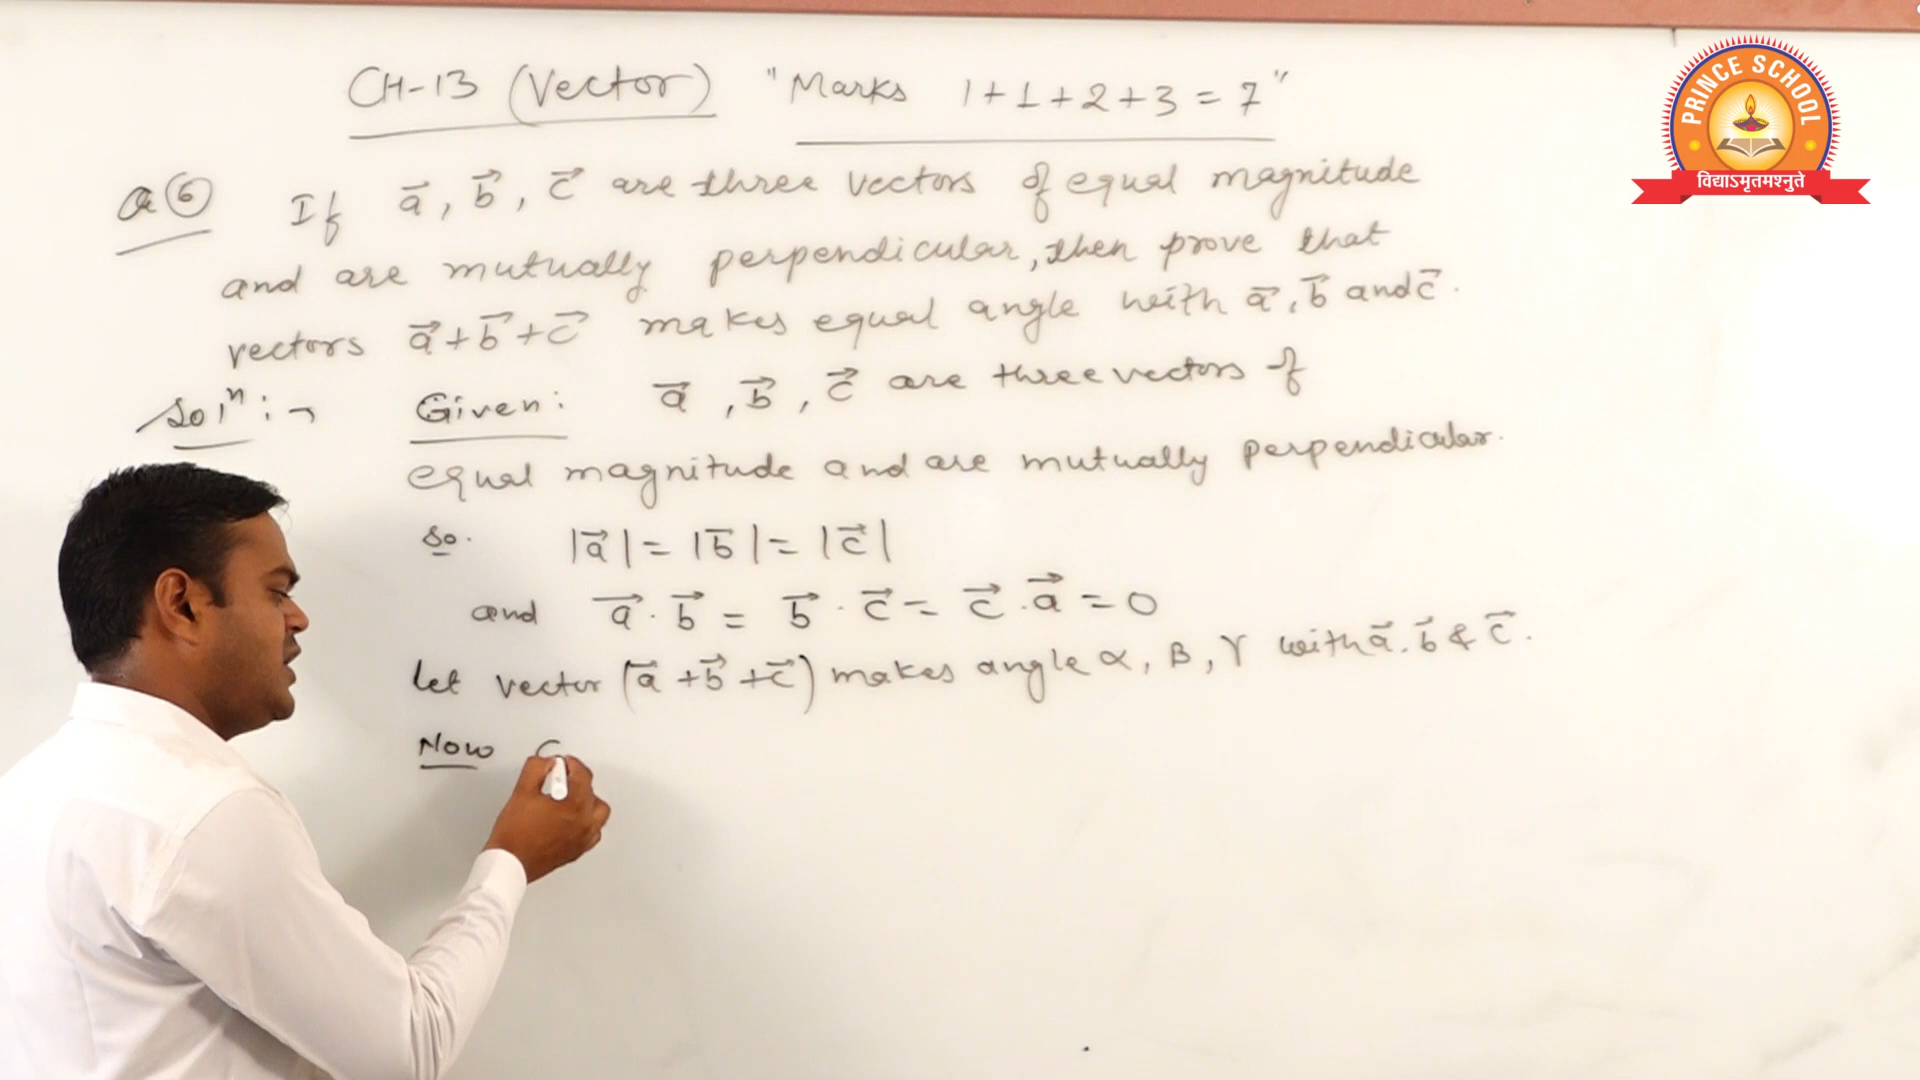 CH-13 (Vector) "Marks 1+1+2+3=7"
PRINCE SCHOOL
विद्याऽमृतमश्नुते
Q(6) If a⃗, b⃗, c⃗ are three vectors of equal magnitude
and are mutually perpendicular, then prove that
vectors a⃗+b⃗+c⃗ makes equal angle with a⃗, b⃗ and c⃗.
Solⁿ:→ Given: a⃗, b⃗, c⃗ are three vectors of
equal magnitude and are mutually perpendicular.
So. |a⃗| = |b⃗| = |c⃗|
and a⃗·b⃗ = b⃗·c⃗ = c⃗·a⃗ = 0
Let vector (a⃗+b⃗+c⃗) makes angle α, β, γ with a⃗. b⃗ & c⃗.
Now C